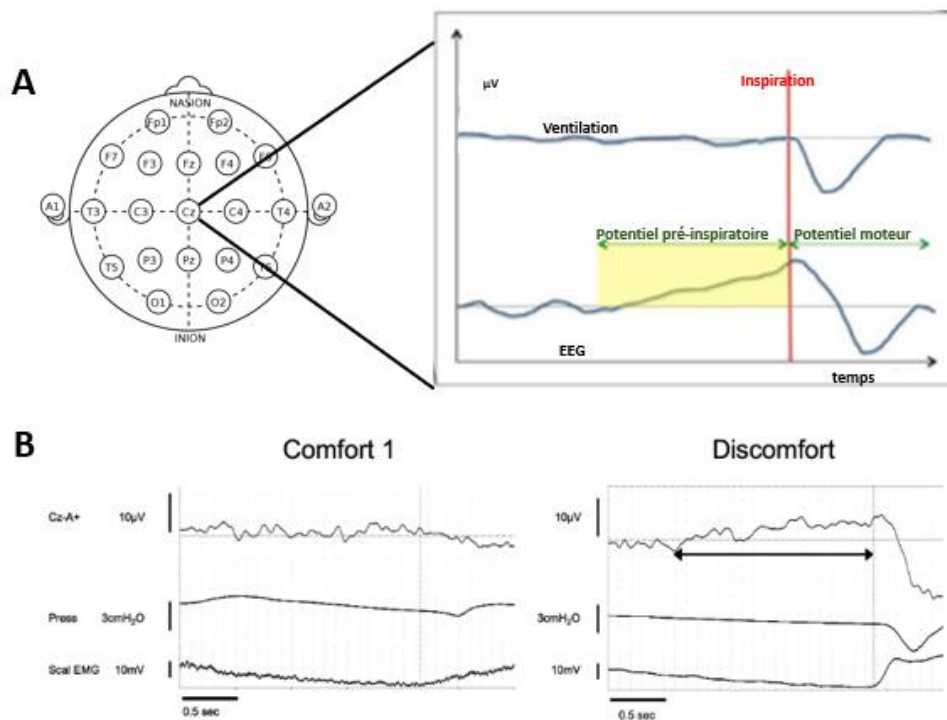 A
NASION
Fp1 Fp2
F7 F3 Fz F4
A1 T3 C3 Cz C4 T4 A2
T5 P3 Pz P4
O1 O2
INION
µV
Inspiration
Ventilation
Potentiel pré-inspiratoire Potentiel moteur
EEG
temps
B
Comfort 1 Discomfort
Cz-A+ 10µV 10µV
Press 3cmH₂O 3cmH₂O
Scal EMG 10mV 10mV
0.5 sec 0.5 sec